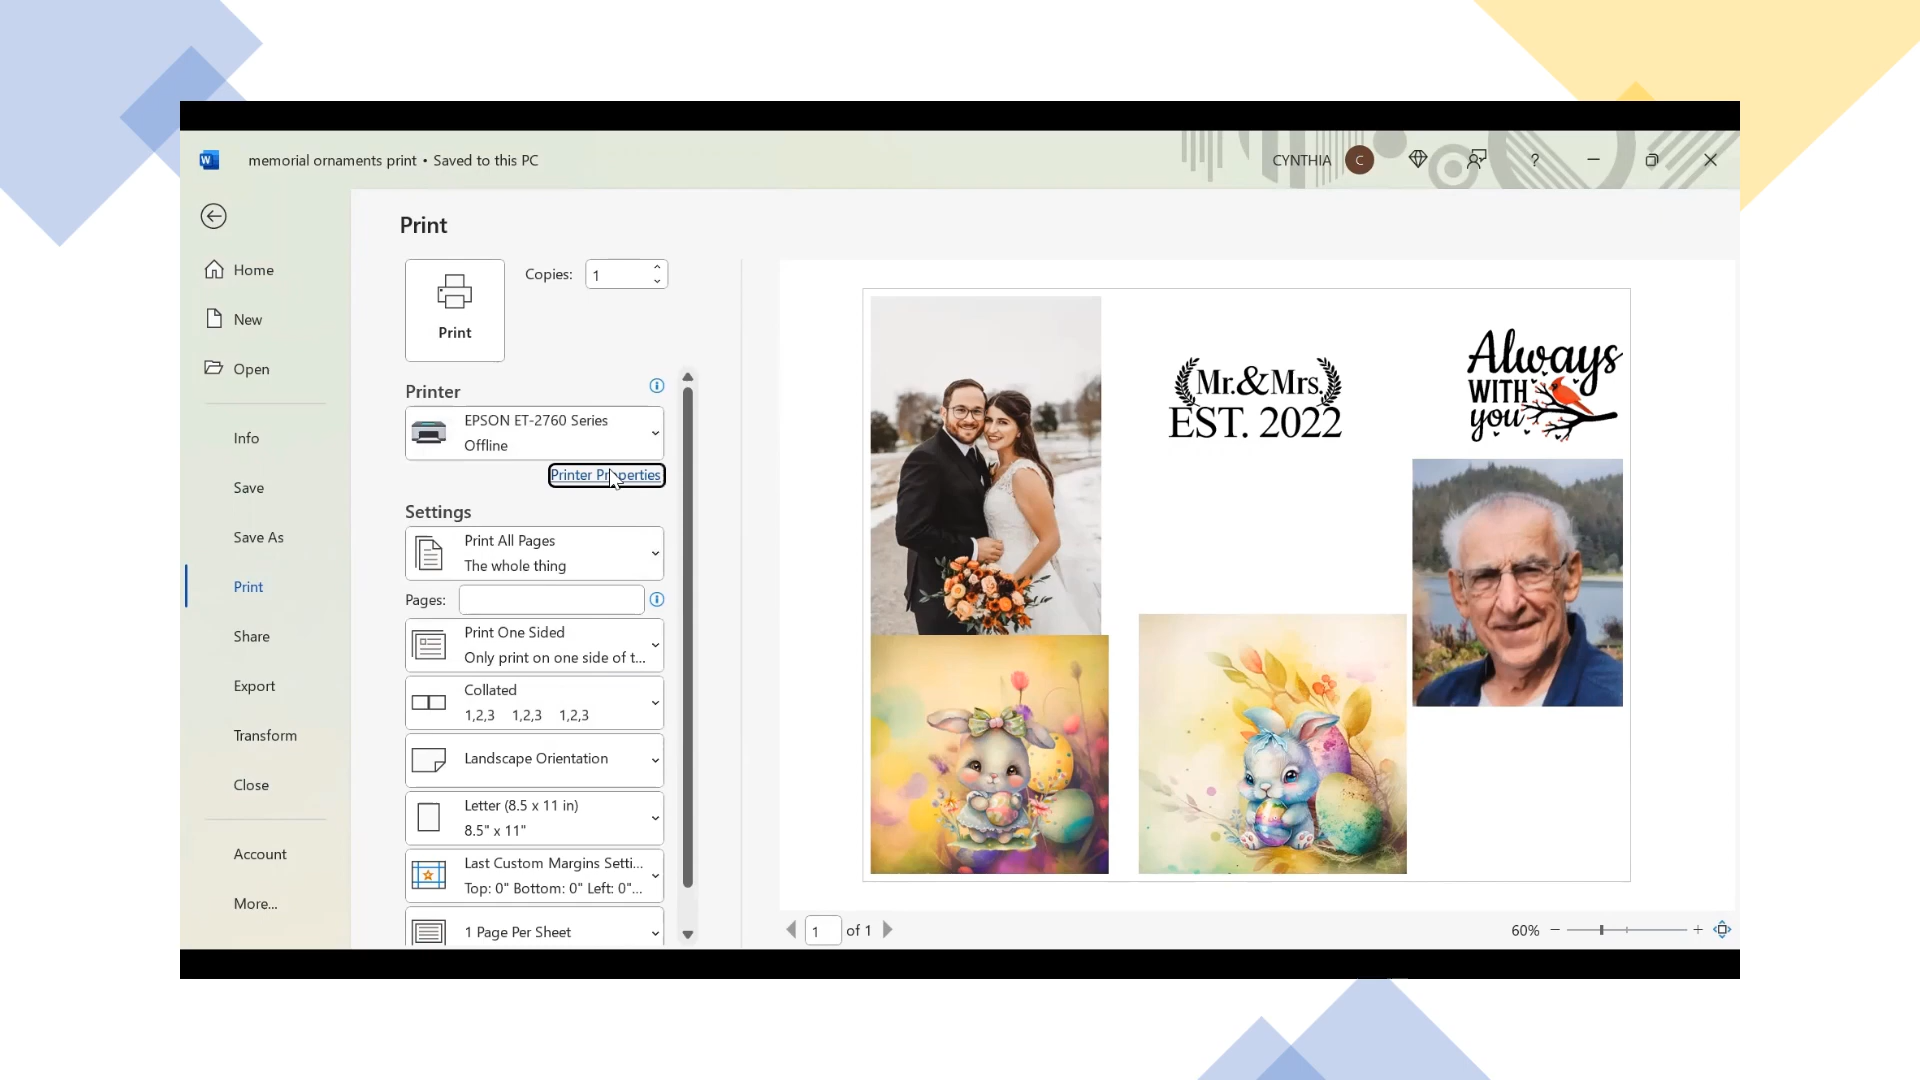 W
memorial ornaments print • Saved to this PC
CYNTHIA
C
?
Home
New
Open
Info
Save
Save As
Print
Share
Export
Transform
Close
Account
More...
Print
Print
Copies:
1
Printer
EPSON ET-2760 Series
Offline
Printer Properties
Settings
Print All Pages
The whole thing
Pages:
Print One Sided
Only print on one side of t...
Collated
1,2,3 1,2,3 1,2,3
Landscape Orientation
Letter (8.5 x 11 in)
8.5" x 11"
Last Custom Margins Setti...
Top: 0" Bottom: 0" Left: 0"...
1 Page Per Sheet
Mr.&Mrs.
EST. 2022
Always
WITH
you
1 of 1
60%